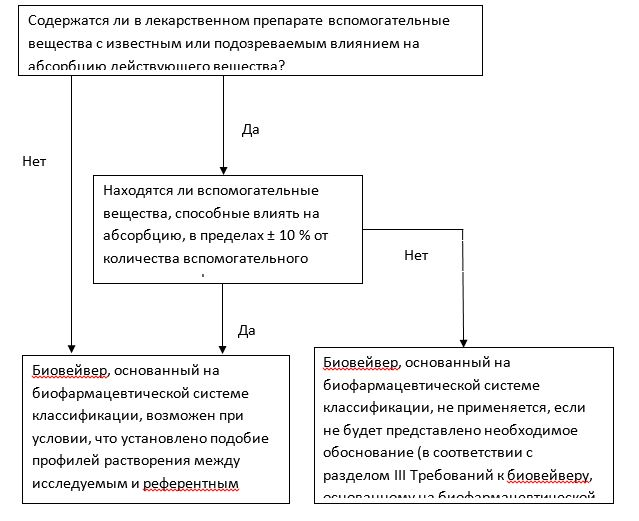 Содержатся ли в лекарственном препарате вспомогательные
вещества с известным или подозреваемым влиянием на
абсорбцию действующего вещества?
Да
Нет
Находятся ли вспомогательные
вещества, способные влиять на
абсорбцию, в пределах ± 10 % от
количества вспомогательного
Нет
Да
Биовейвер, основанный на
биофармацевтической системе
классификации, возможен при
условии, что установлено подобие
профилей растворения между
исследуемым и референтным
Биовейвер, основанный на
биофармацевтической системе
классификации, не применяется, если
не будет представлено необходимое
обоснование (в соответствии с
разделом III Требований к биовейверу,
основанному на биофармацевтической